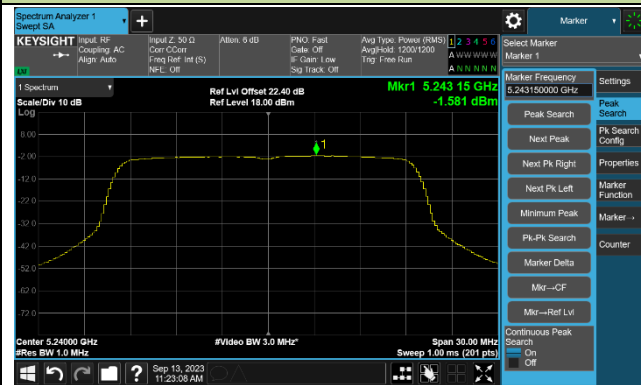 Spectrum Analyzer 1
Swept SA
+
Marker
KEYSIGHT
Input: RF
Coupling: AC
Align: Auto
Input Z: 50 Ω
Corr CCorr
Freq Ref: Int (S)
NFE: Off
Atten: 6 dB
PNO: Fast
Gate: Off
IF Gain: Low
Sig Track: Off
Avg Type: Power (RMS)
Avg|Hold: 1200/1200
Trig: Free Run
1 2 3 4 5 6
A W W W W W
A N N N N N
Select Marker
Marker 1
Marker Frequency
5.243150000 GHz
Settings
Peak Search
Next Peak
Next Pk Right
Next Pk Left
Minimum Peak
Pk-Pk Search
Marker Delta
Mkr→CF
Mkr→Ref Lvl
Continuous Peak
Search
On
Off
Peak
Search
Pk Search
Config
Properties
Marker
Function
Marker→
Counter
1 Spectrum
Scale/Div 10 dB
Log
Ref Lvl Offset 22.40 dB
Ref Level 18.00 dBm
Mkr1 5.243 15 GHz
-1.581 dBm
1
8.00
-2.00
-12.0
-22.0
-32.0
-42.0
-52.0
-62.0
-72.0
Center 5.24000 GHz
#Res BW 1.0 MHz
#Video BW 3.0 MHz*
Span 30.00 MHz
Sweep 1.00 ms (201 pts)
?
Sep 13, 2023
11:23:08 AM